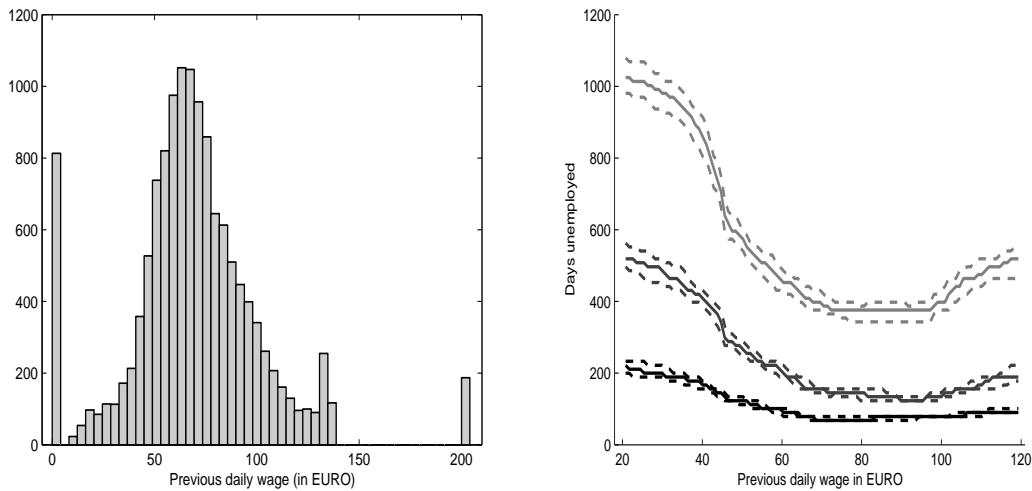 1200
1000
800
600
400
200
0
0 50 100 150 200
Previous daily wage (in EURO)
1200
1000
800
600
400
200
0
Days unemployed
20 40 60 80 100 120
Previous daily wage in EURO